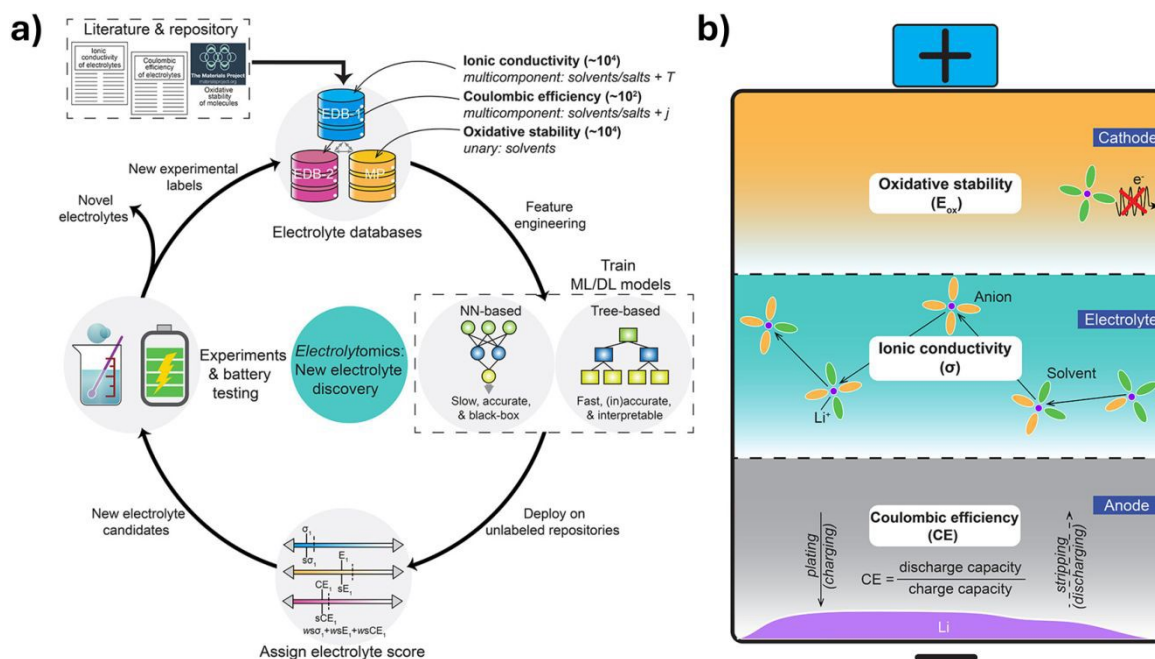 a)
Literature & repository
Ionic
conductivity
of electrolytes
Coulombic
efficiency
of electrolytes
The Materials Project
materialsproject.org
Oxidative
stability
of molecules
EDB-1
EDB-2
MP
Electrolyte databases
Ionic conductivity (~10⁴)
multicomponent: solvents/salts + T
Coulombic efficiency (~10²)
multicomponent: solvents/salts + j
Oxidative stability (~10⁴)
unary: solvents
Feature
engineering
Train
ML/DL models
NN-based
Slow, accurate,
& black-box
Tree-based
Fast, (in)accurate,
& interpretable
Deploy on
unlabeled repositories
σ₁
sσ₁
E₁
sE₁
CE₁
sCE₁
wsσ₁+wsE₁+wsCE₁
Assign electrolyte score
New electrolyte
candidates
Experiments
& battery
testing
Novel
electrolytes
New experimental
labels
Electrolytomics:
New electrolyte
discovery
b)
+
Cathode
Oxidative stability
(Eₒₓ)
e⁻
Electrolyte
Anion
Ionic conductivity
(σ)
Solvent
Li⁺
Anode
Coulombic efficiency
(CE)
plating
(charging)
CE = discharge capacity
charge capacity
stripping
(discharging)
Li